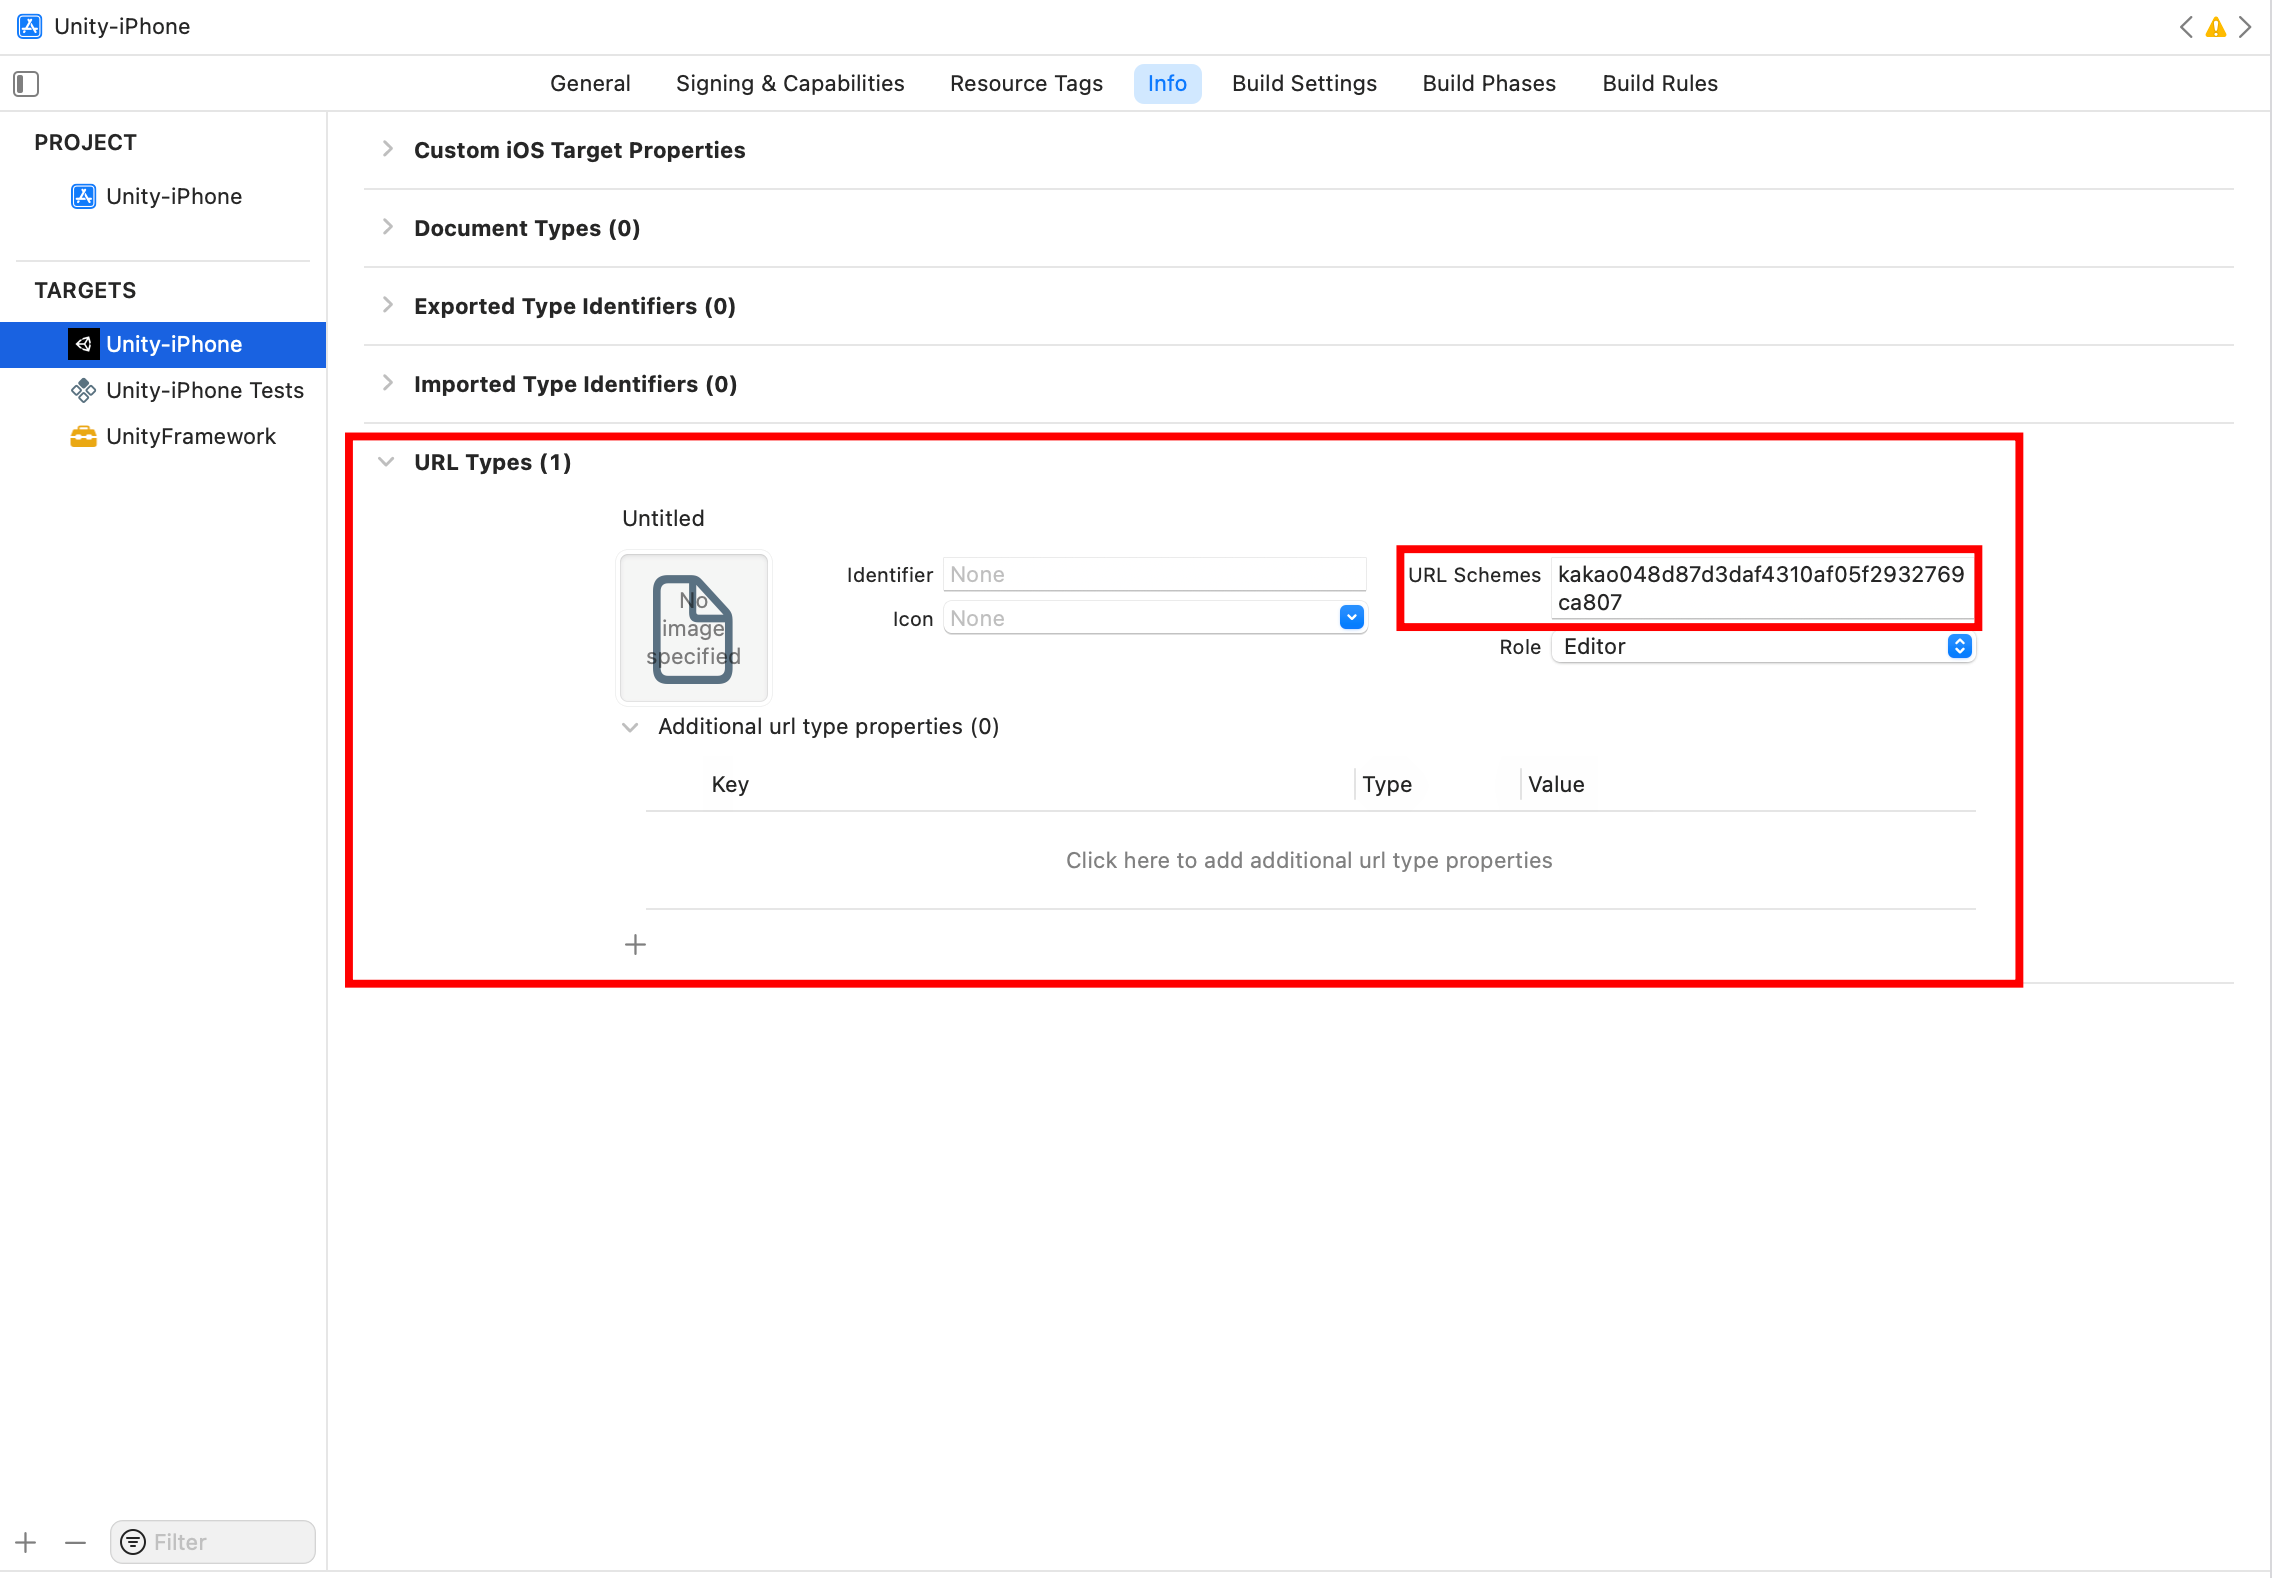 Unity-iPhone
General
Signing & Capabilities
Resource Tags
Info
Build Settings
Build Phases
Build Rules
PROJECT
Unity-iPhone
TARGETS
Unity-iPhone
Unity-iPhone Tests
UnityFramework
Custom iOS Target Properties
Document Types (0)
Exported Type Identifiers (0)
Imported Type Identifiers (0)
URL Types (1)
Untitled
No
image
specified
Identifier
None
Icon
None
URL Schemes
kakao048d87d3daf4310af05f2932769
ca807
Role
Editor
Additional url type properties (0)
Key
Type
Value
Click here to add additional url type properties
Filter